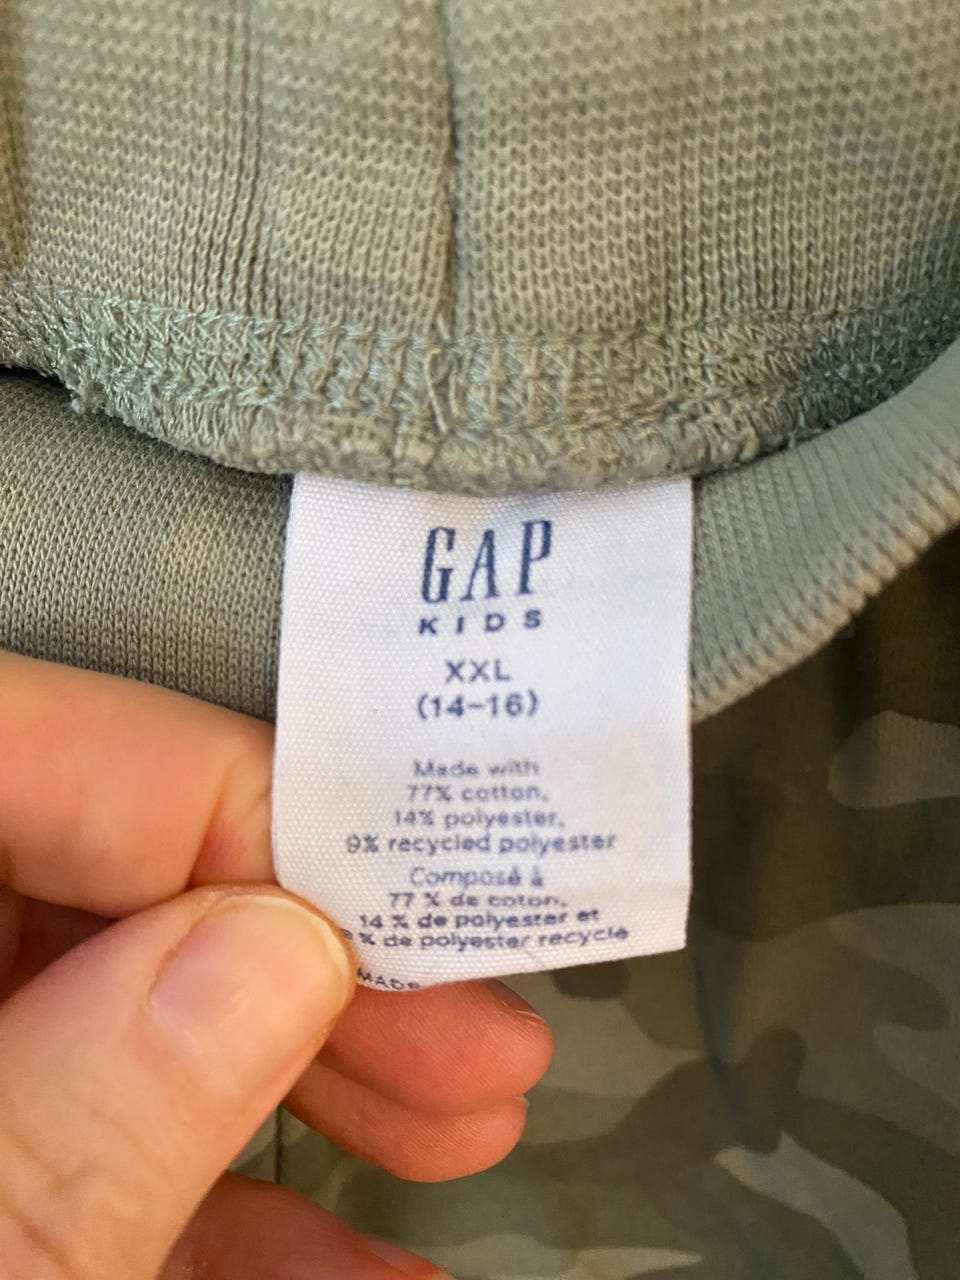 GAP
KIDS
XXL
(14-16)
Made with
77% cotton,
14% polyester,
9% recycled polyester
Composé à
77 % de coton,
14 % de polyester et
% de polyester recyclé
MADE